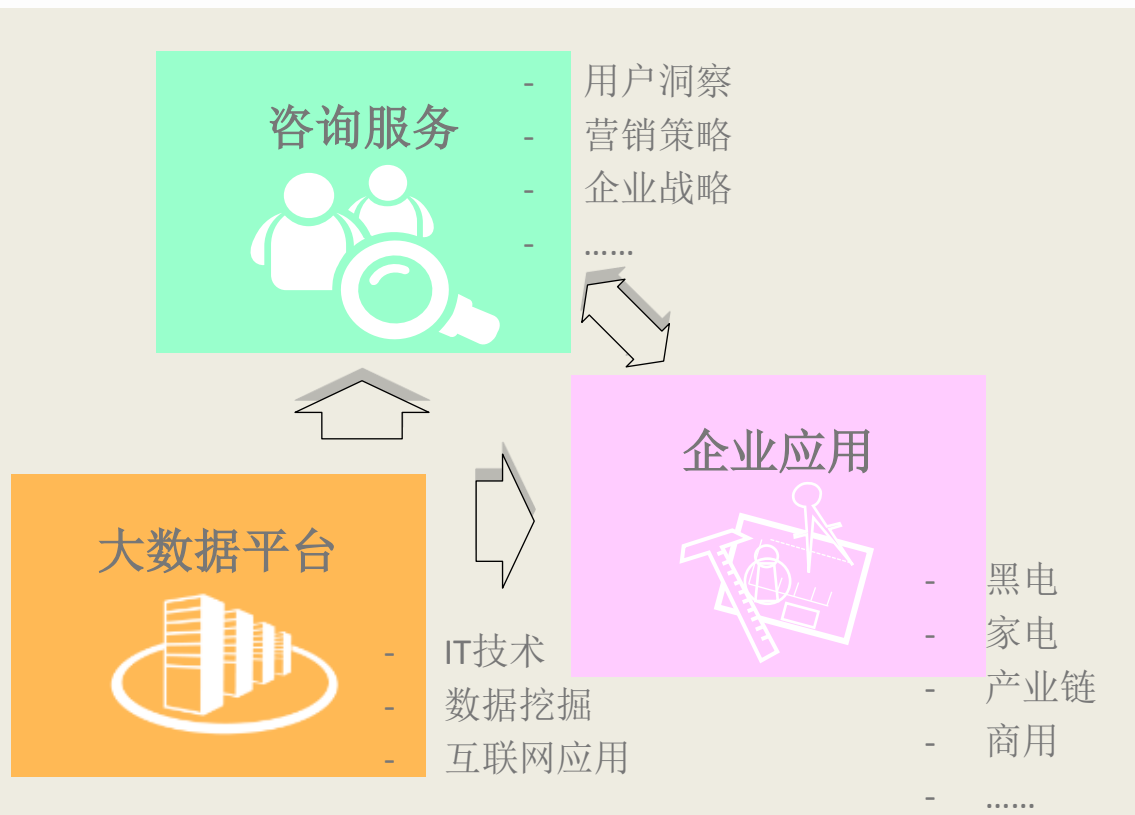 咨询服务
- 用户洞察
- 营销策略
- 企业战略
- ……
企业应用
- 黑电
- 家电
- 产业链
- 商用
- ……
大数据平台
- IT技术
- 数据挖掘
- 互联网应用